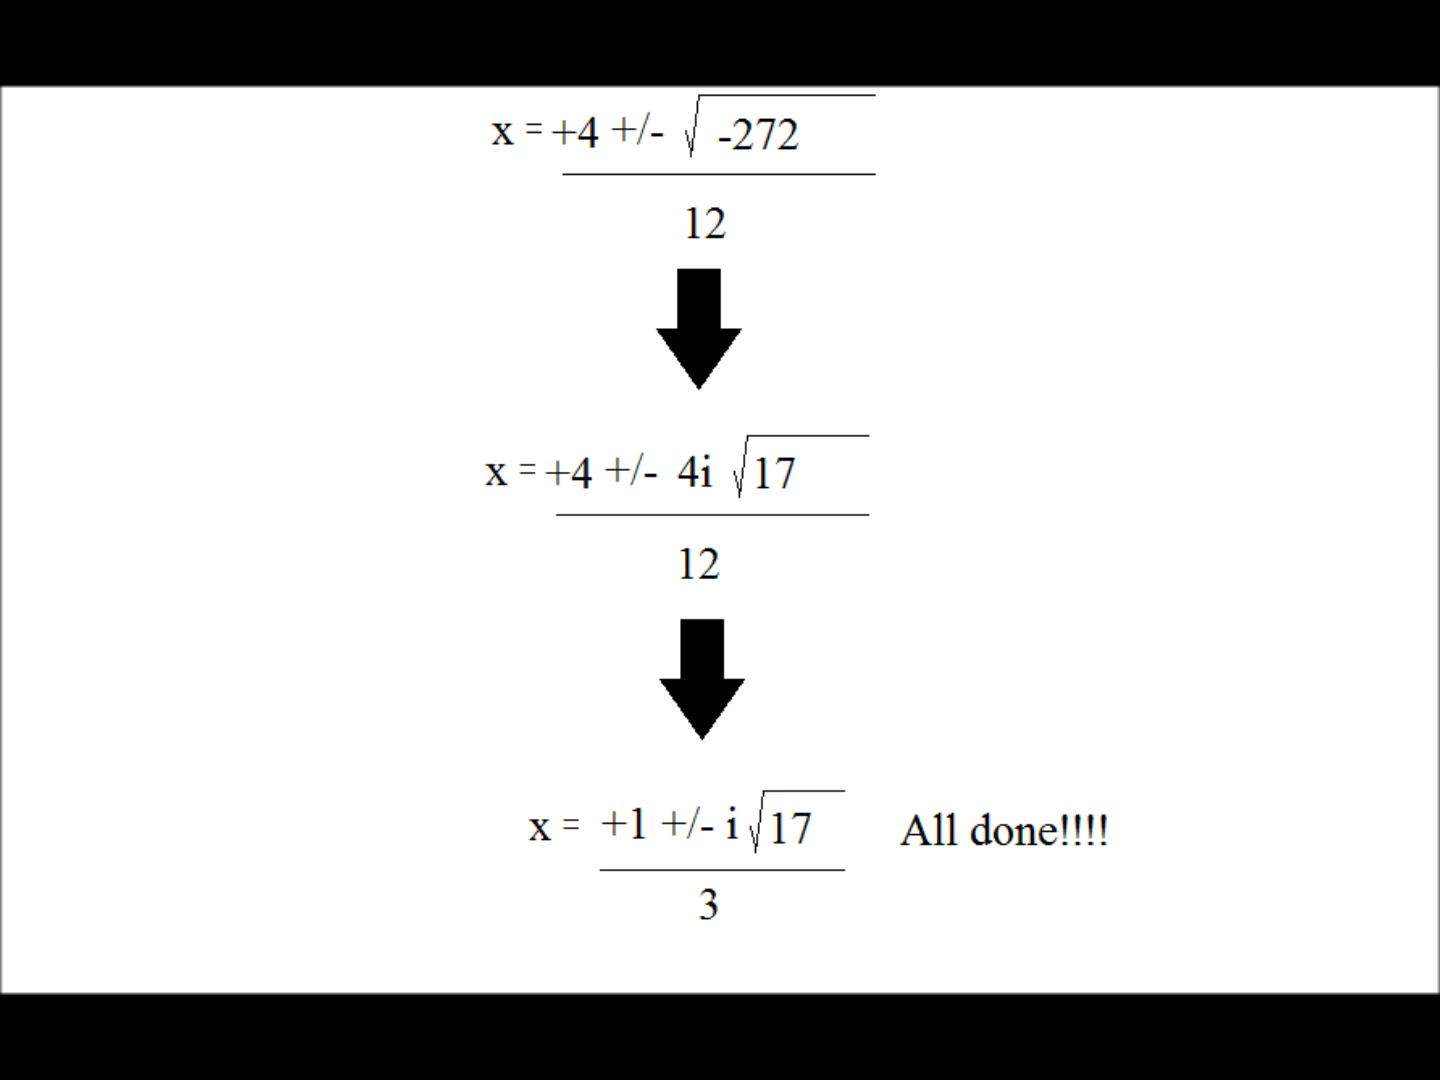 x = +4 +/- √-272
12
x = +4 +/- 4i √17
12
x = +1 +/- i√17 All done!!!!
3